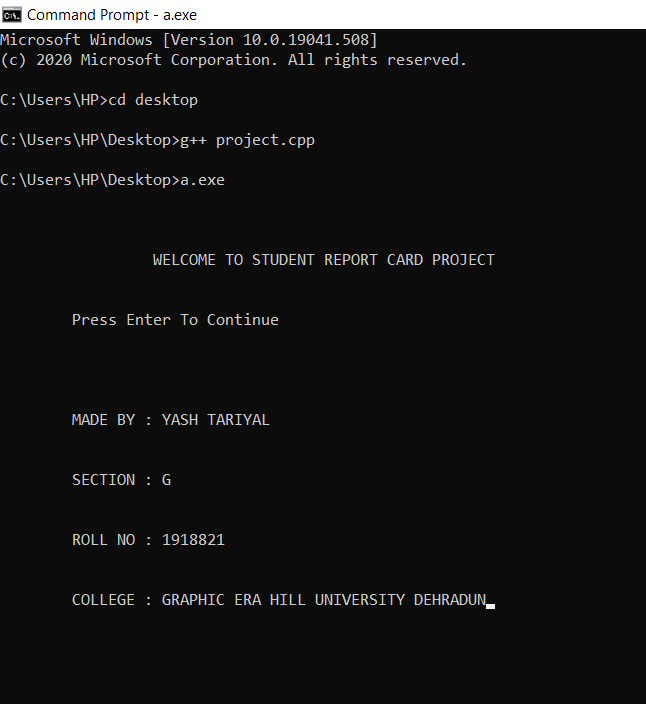 Command Prompt - a.exe
Microsoft Windows [Version 10.0.19041.508]
(c) 2020 Microsoft Corporation. All rights reserved.
C:\Users\HP>cd desktop
C:\Users\HP\Desktop>g++ project.cpp
C:\Users\HP\Desktop>a.exe
WELCOME TO STUDENT REPORT CARD PROJECT
Press Enter To Continue
MADE BY : YASH TARIYAL
SECTION : G
ROLL NO : 1918821
COLLEGE : GRAPHIC ERA HILL UNIVERSITY DEHRADUN